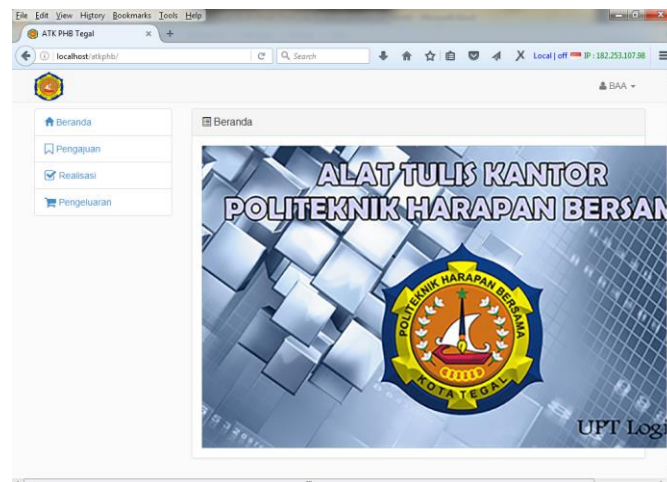 File Edit View History Bookmarks Tools Help
ATK PHB Tegal
localhost/atkphb/
Search
Local | off IP : 182.253.107.98
BAA
Beranda
Pengajuan
Realisasi
Pengeluaran
Beranda
ALAT TULIS KANTOR
POLITEKNIK HARAPAN BERSAM
POLITEKNIK HARAPAN BERSAMA
KOTA TEGAL
UPT Logi